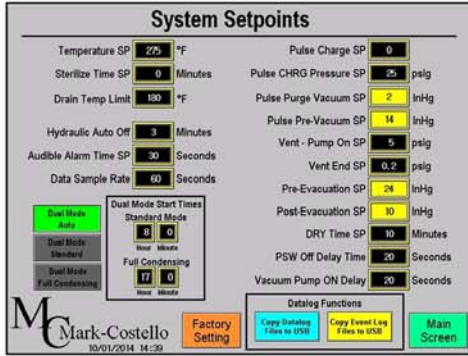 System Setpoints
Temperature SP 275 °F
Sterilize Time SP 0 Minutes
Drain Temp Limit 180 °F
Hydraulic Auto Off 3 Minutes
Audible Alarm Time SP 30 Seconds
Data Sample Rate 60 Seconds
Dual Mode Auto
Dual Mode Standard
Dual Mode Full Condensing
Dual Mode Start Times
Standard Mode
8 0
Hour Minute
Full Condensing
17 0
Hour Minute
Pulse Charge SP 0
Pulse CHRG Pressure SP 25 psig
Pulse Purge Vacuum SP 2 InHg
Pulse Pre-Vacuum SP 14 InHg
Vent - Pump On SP 5 psig
Vent End SP 0.2 psig
Pre-Evacuation SP 24 InHg
Post-Evacuation SP 10 InHg
DRY Time SP 10 Minutes
PSW Off Delay Time 20 Seconds
Vacuum Pump ON Delay 20 Seconds
MC Mark-Costello
10/01/2014 14:39
Factory
Setting
Datalog Functions
Copy Datalog
Files to USB
Copy Event Log
Files to USB
Main
Screen